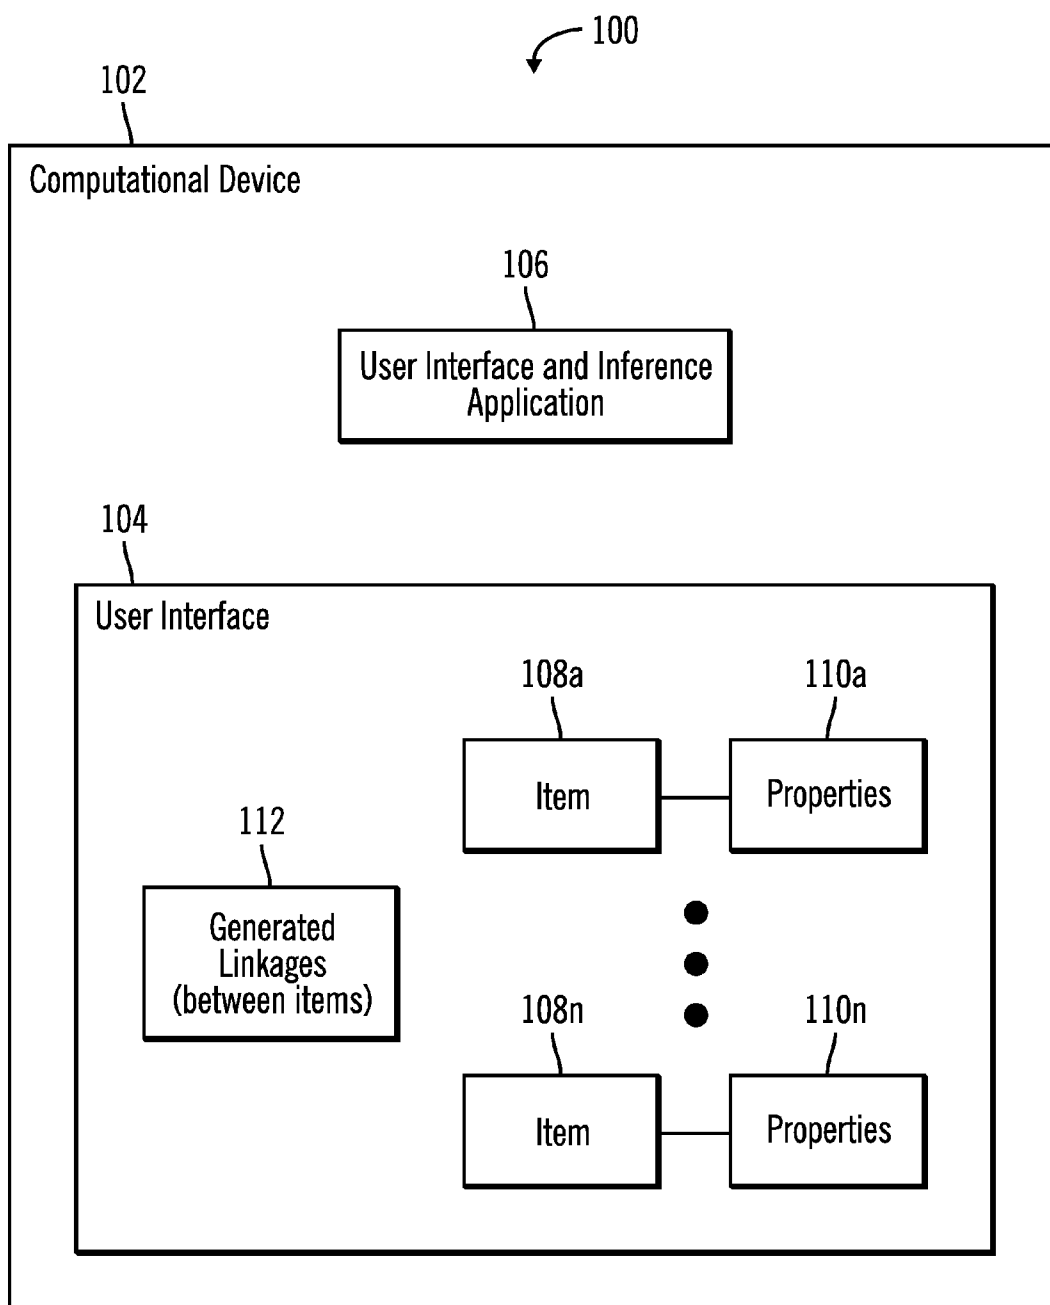 100
102
Computational Device
106
User Interface and Inference
Application
104
User Interface
108a
110a
Item
Properties
112
Generated
Linkages
(between items)
108n
110n
Item
Properties